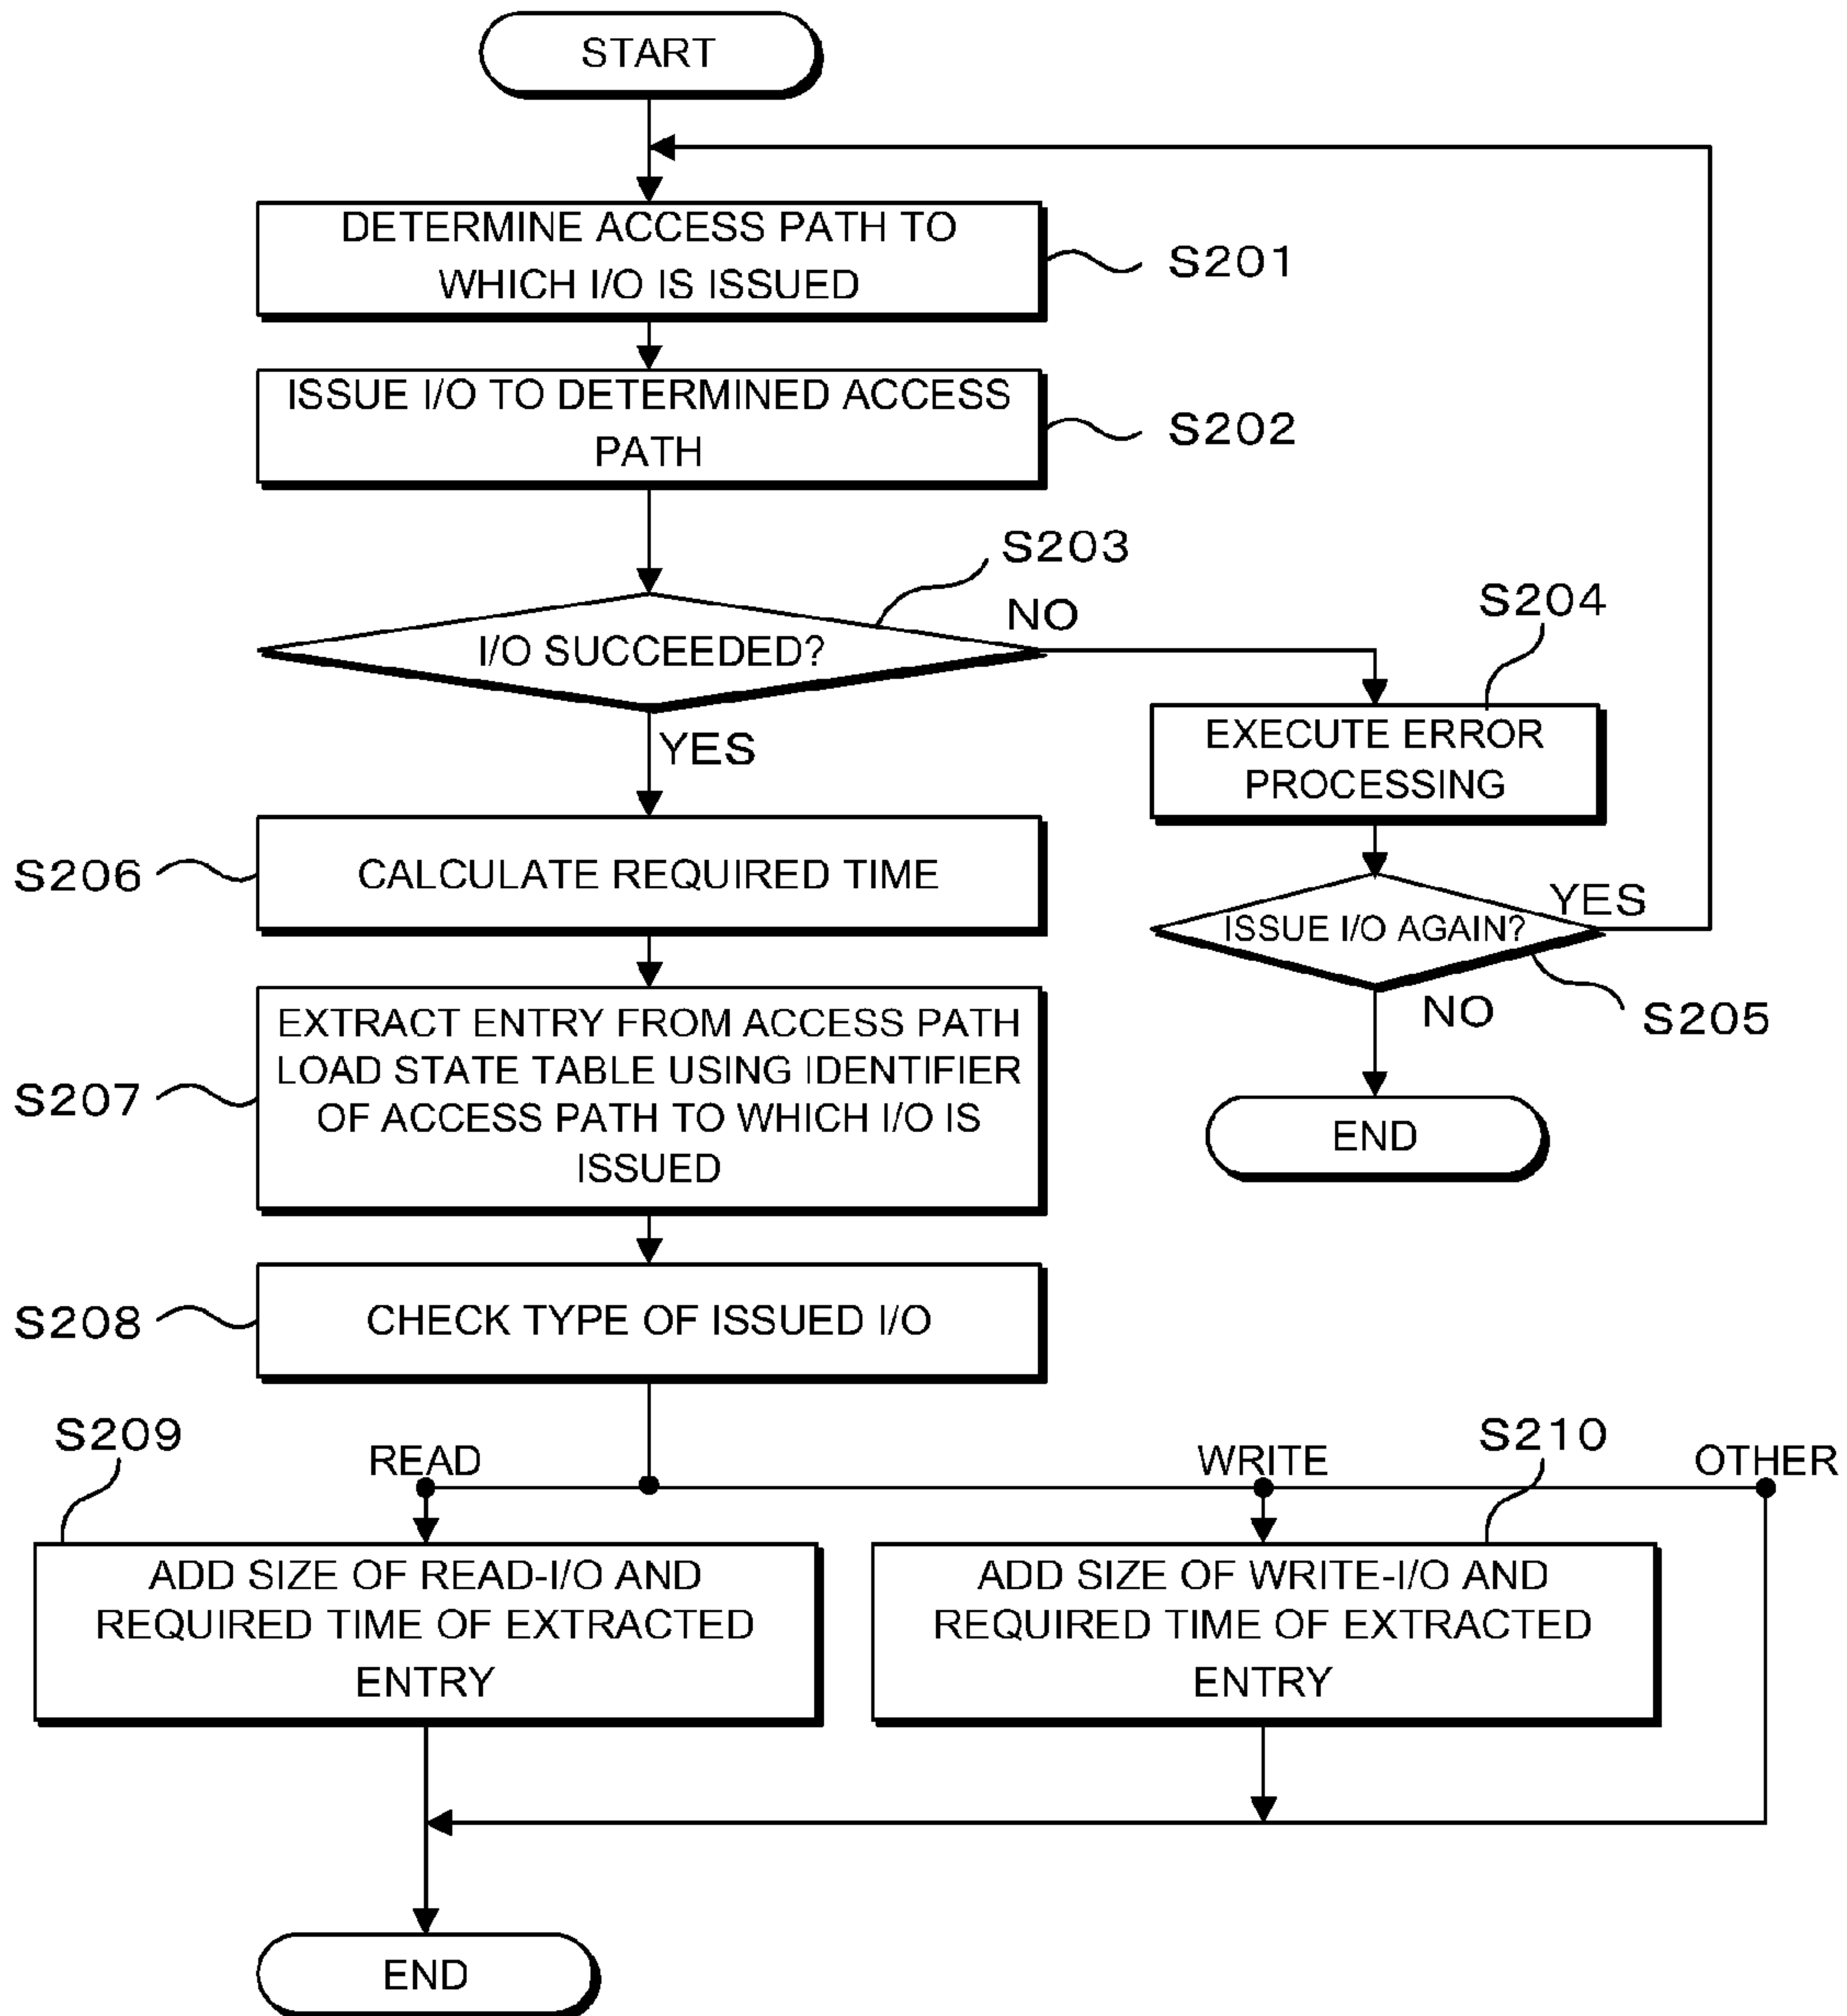 START
DETERMINE ACCESS PATH TO
WHICH I/O IS ISSUED
S201
ISSUE I/O TO DETERMINED ACCESS
PATH
S202
S203
I/O SUCCEEDED?
NO
YES
S204
EXECUTE ERROR
PROCESSING
ISSUE I/O AGAIN?
YES
S205
NO
END
S206
CALCULATE REQUIRED TIME
S207
EXTRACT ENTRY FROM ACCESS PATH
LOAD STATE TABLE USING IDENTIFIER
OF ACCESS PATH TO WHICH I/O IS
ISSUED
S208
CHECK TYPE OF ISSUED I/O
S209
READ
WRITE
S210
OTHER
ADD SIZE OF READ-I/O AND
REQUIRED TIME OF EXTRACTED
ENTRY
ADD SIZE OF WRITE-I/O AND
REQUIRED TIME OF EXTRACTED
ENTRY
END